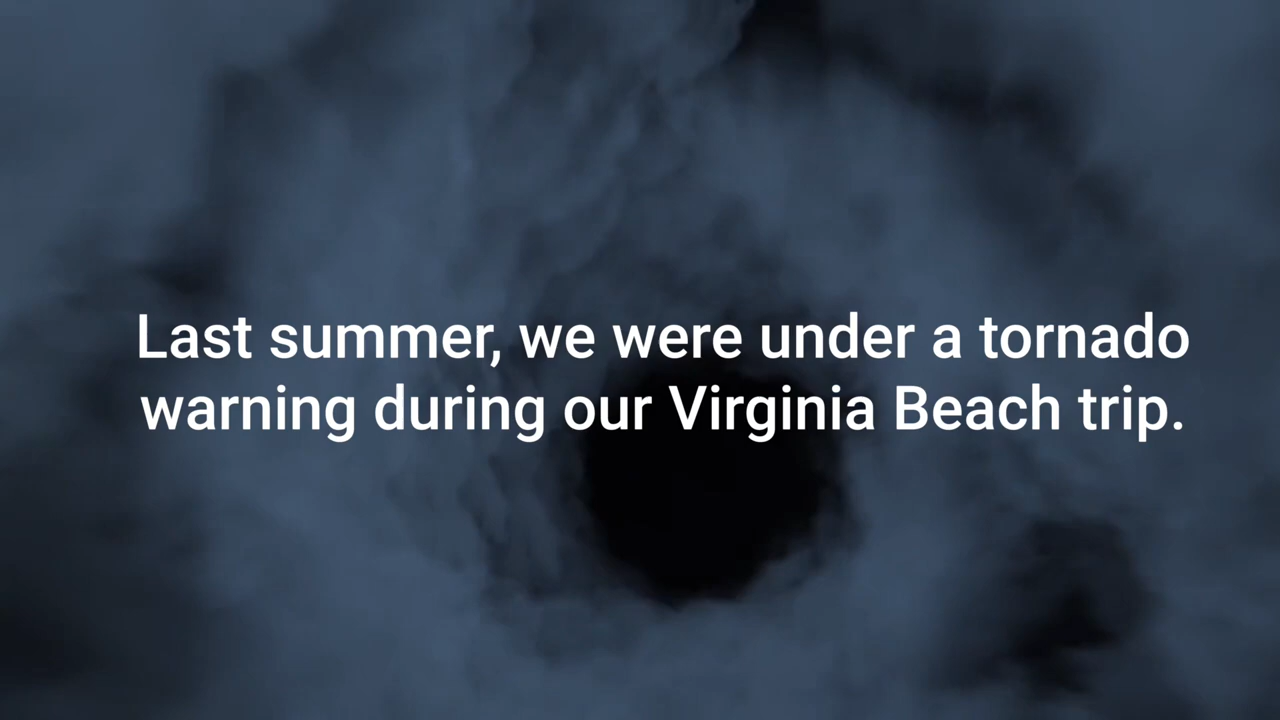 Last summer, we were under a tornado
warning during our Virginia Beach trip.